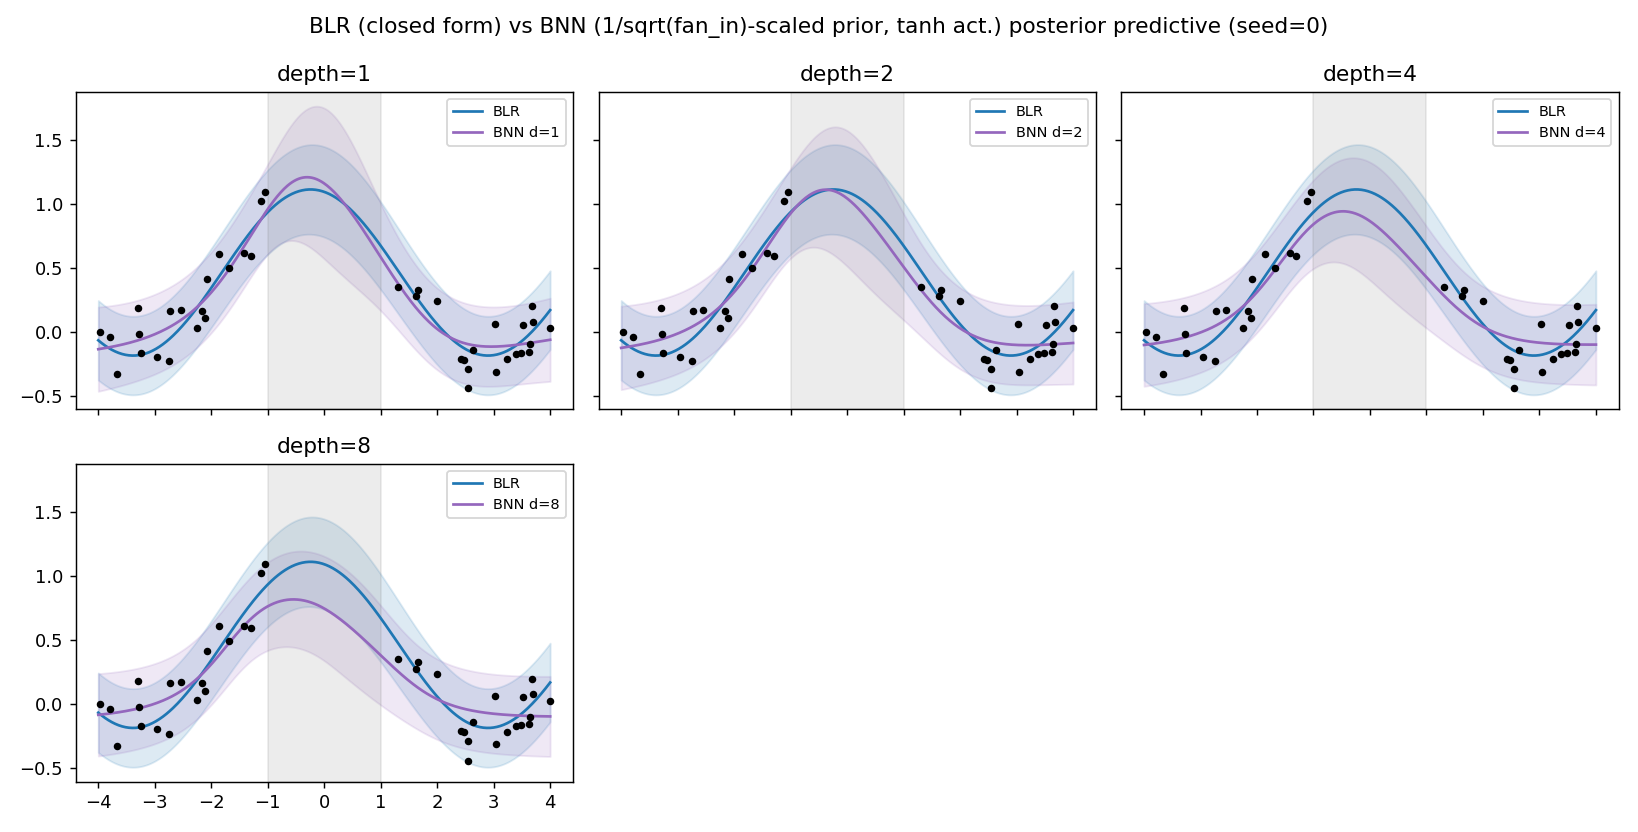 BLR (closed form) vs BNN (1/sqrt(fan_in)-scaled prior, tanh act.) posterior predictive (seed=0)
depth=1
depth=2
depth=4
BLR
BNN d=1
BLR
BNN d=2
BLR
BNN d=4
1.5
1.0
0.5
0.0
−0.5
depth=8
BLR
BNN d=8
1.5
1.0
0.5
0.0
−0.5
−4 −3 −2 −1 0 1 2 3 4